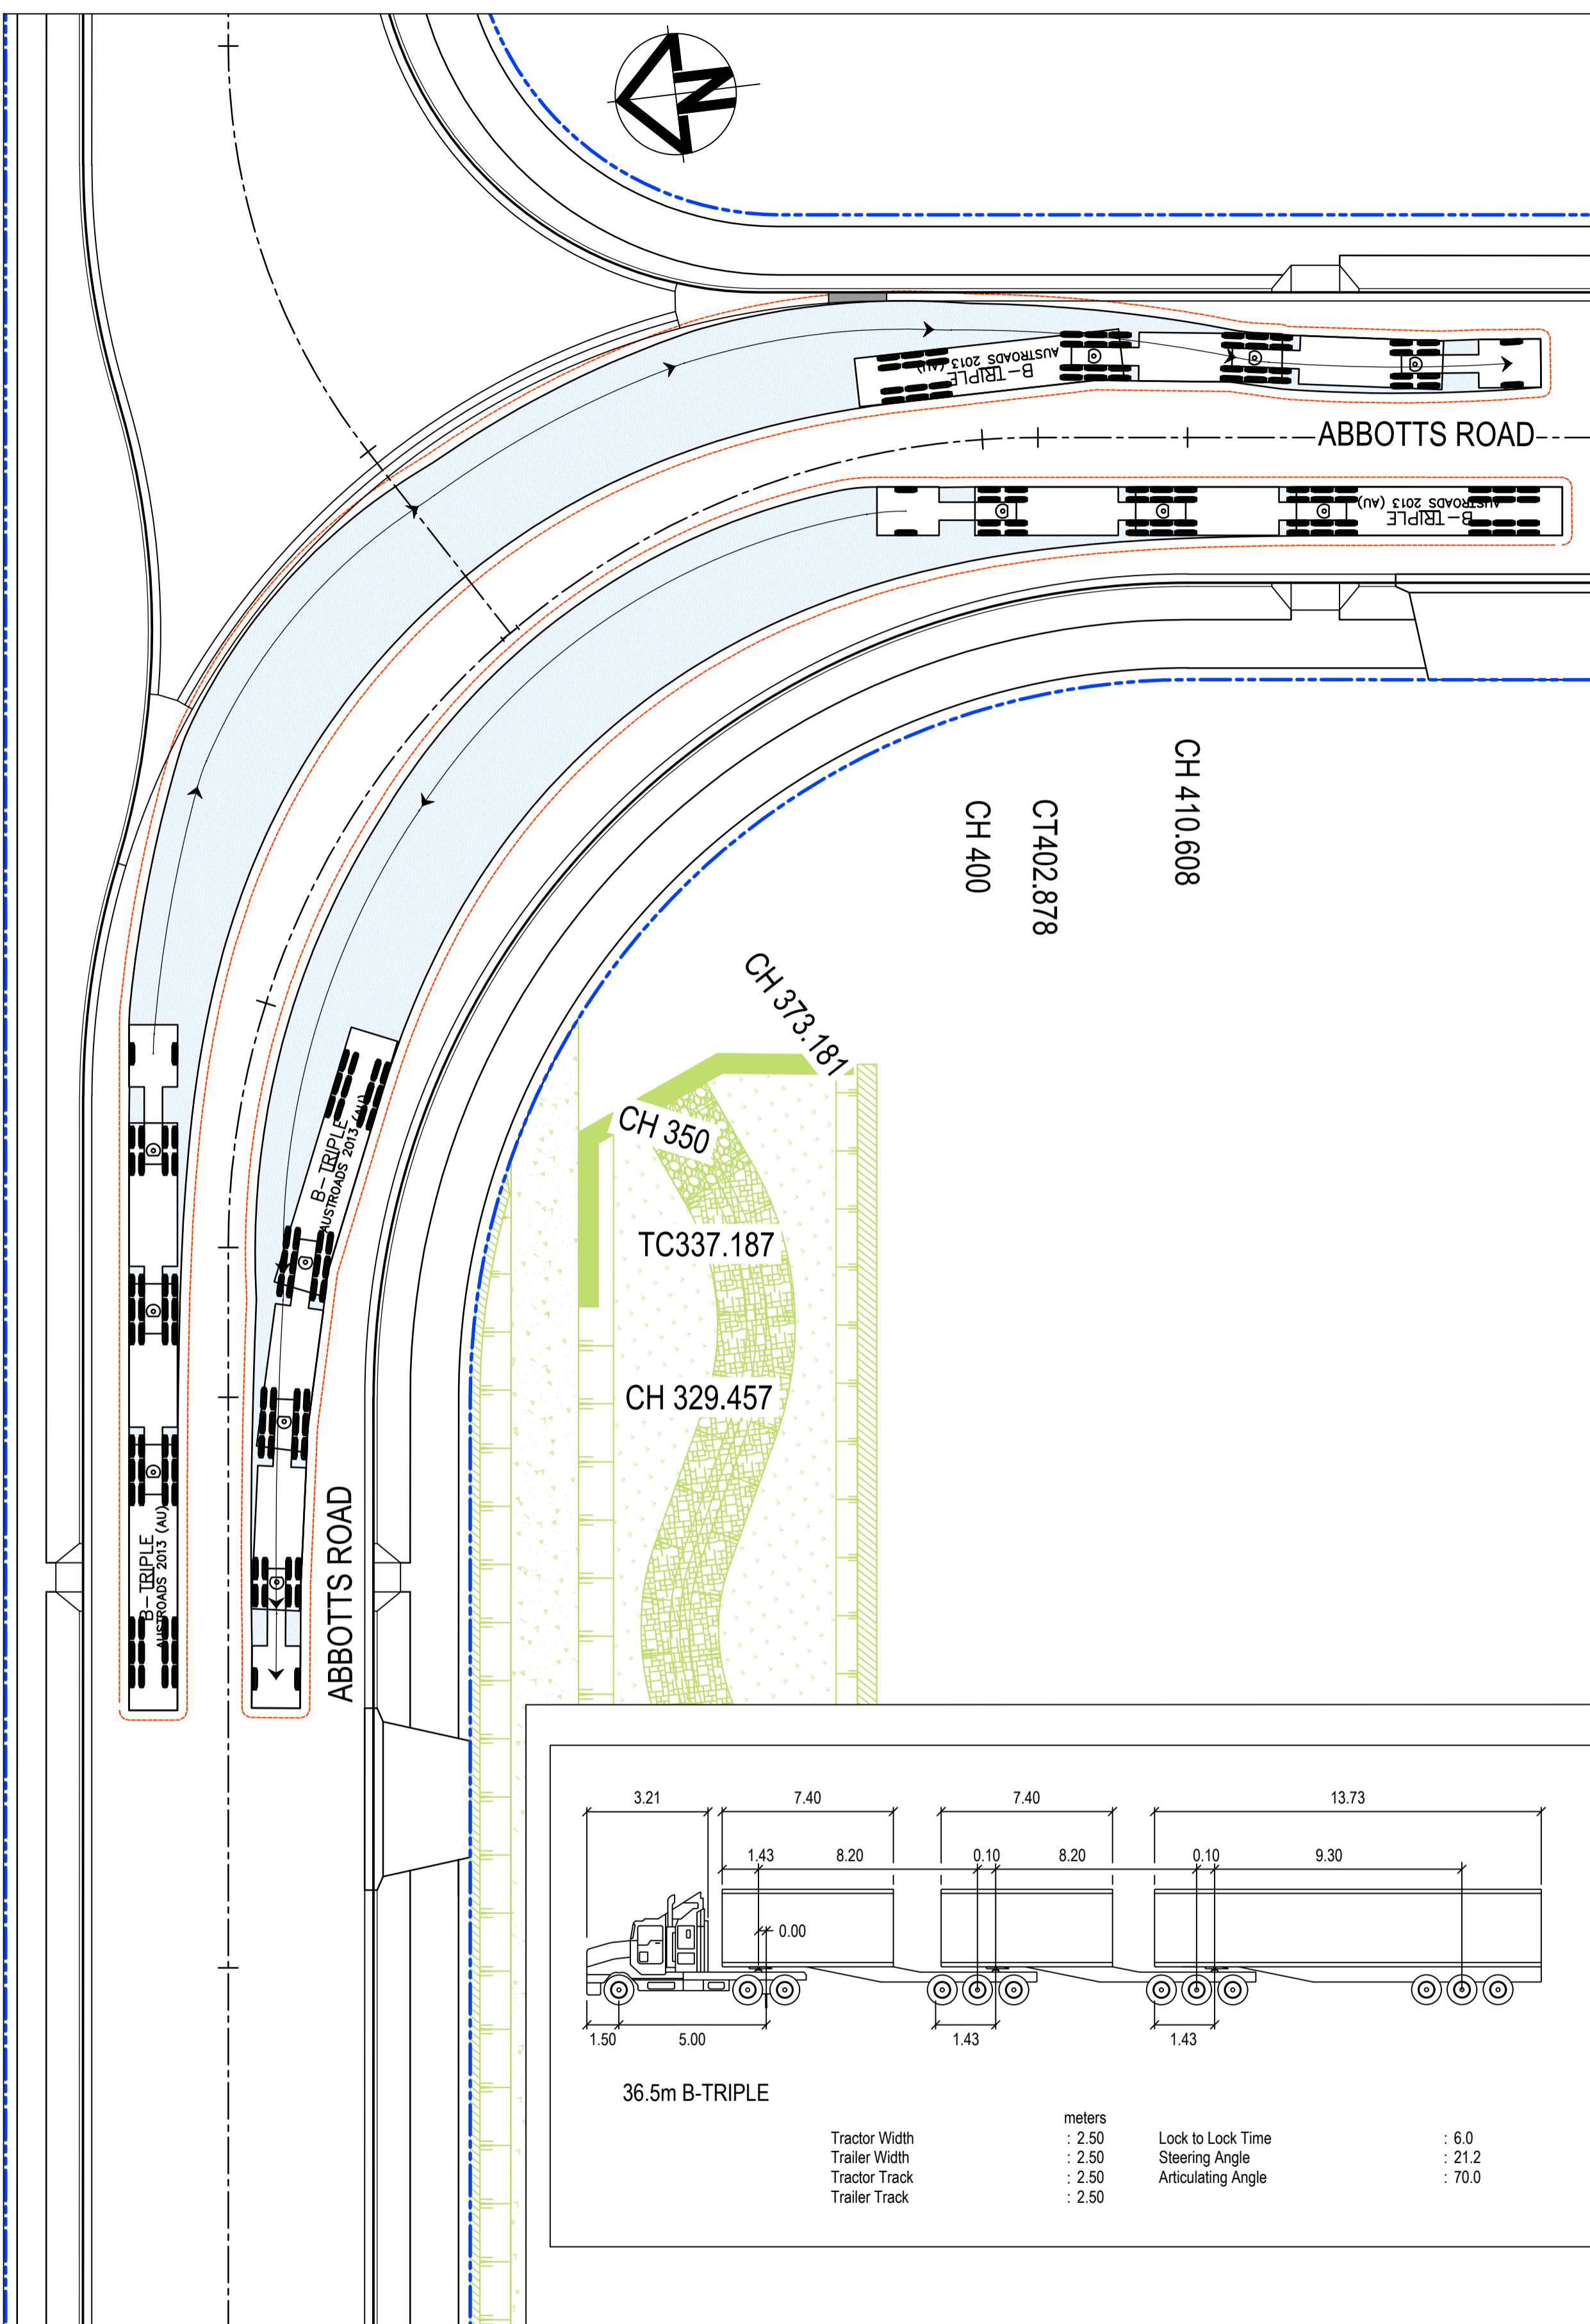 N
B-TRIPLE
AUSTROADS 2013 (AU)
ABBOTTS ROAD
B-TRIPLE
AUSTROADS 2013 (AU)
CH 410.608
CT402.878
CH 400
CH 373.181
CH 350
TC337.187
CH 329.457
B-TRIPLE
AUSTROADS 2013 (AU)
B-TRIPLE
AUSTROADS 2013 (AU)
ABBOTTS ROAD
3.21 7.40 7.40 13.73
1.43 8.20 0.10 8.20 0.10 9.30
0.00
1.50 5.00 1.43 1.43
36.5m B-TRIPLE
meters
Tractor Width : 2.50 Lock to Lock Time : 6.0
Trailer Width : 2.50 Steering Angle : 21.2
Tractor Track : 2.50 Articulating Angle : 70.0
Trailer Track : 2.50